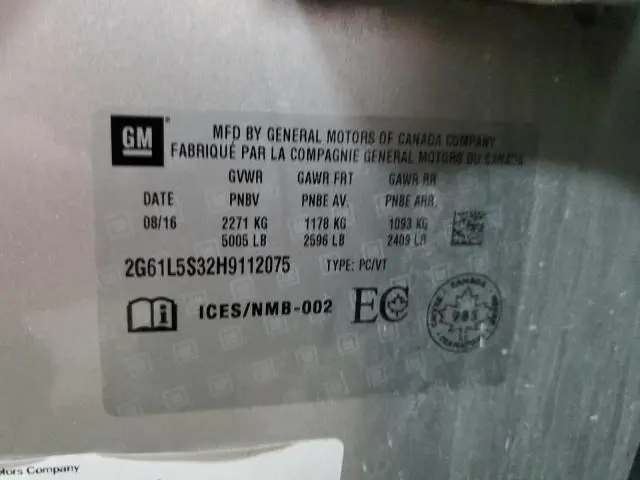 GM ®
MFD BY GENERAL MOTORS OF CANADA COMPANY
FABRIQUÉ PAR LA COMPAGNIE GENERAL MOTORS DU CANADA
GVWR GAWR FRT GAWR RR
DATE PNBV PNBE AV. PNBE ARR.
08/16 2271 KG 1178 KG 1093 KG
5005 LB 2596 LB 2409 LB
2G61L5S32H9112075 TYPE: PC/VT
i ICES/NMB-002 EC
CANADA
985
Motors Company